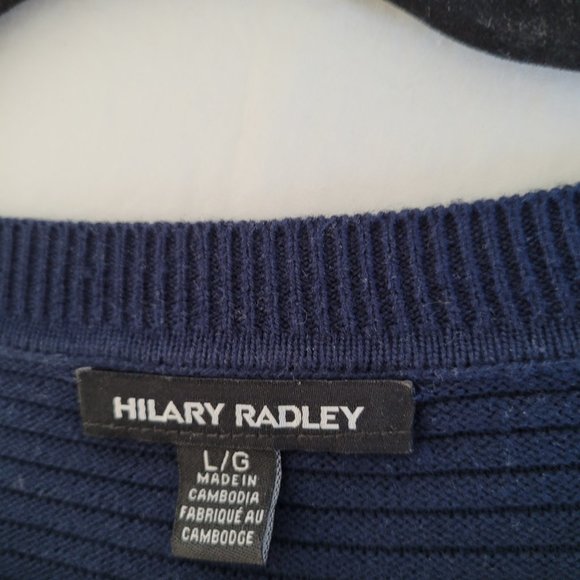 HILARY RADLEY
L/G
MADE IN
CAMBODIA
FABRIQUÉ AU
CAMBODGE